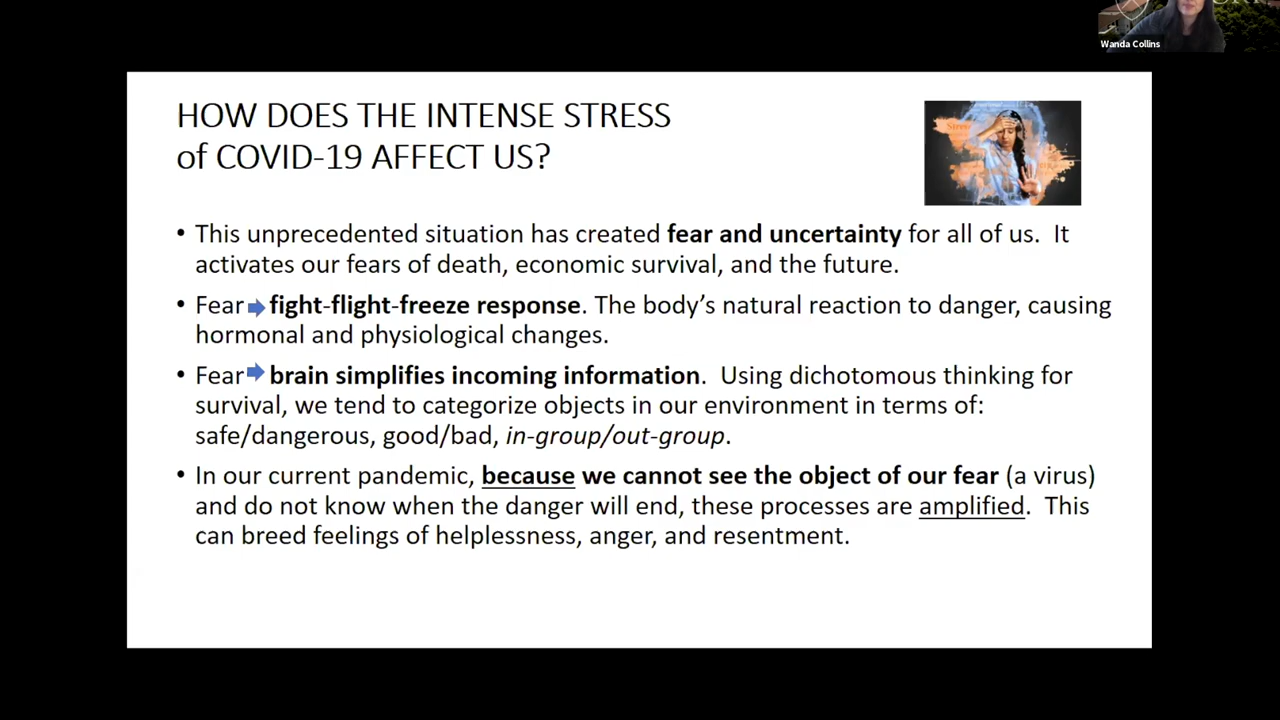 Wanda Collins
HOW DOES THE INTENSE STRESS
of COVID-19 AFFECT US?
• This unprecedented situation has created fear and uncertainty for all of us. It
activates our fears of death, economic survival, and the future.
• Fear fight-flight-freeze response. The body’s natural reaction to danger, causing
hormonal and physiological changes.
• Fear brain simplifies incoming information. Using dichotomous thinking for
survival, we tend to categorize objects in our environment in terms of:
safe/dangerous, good/bad, in-group/out-group.
• In our current pandemic, because we cannot see the object of our fear (a virus)
and do not know when the danger will end, these processes are amplified. This
can breed feelings of helplessness, anger, and resentment.